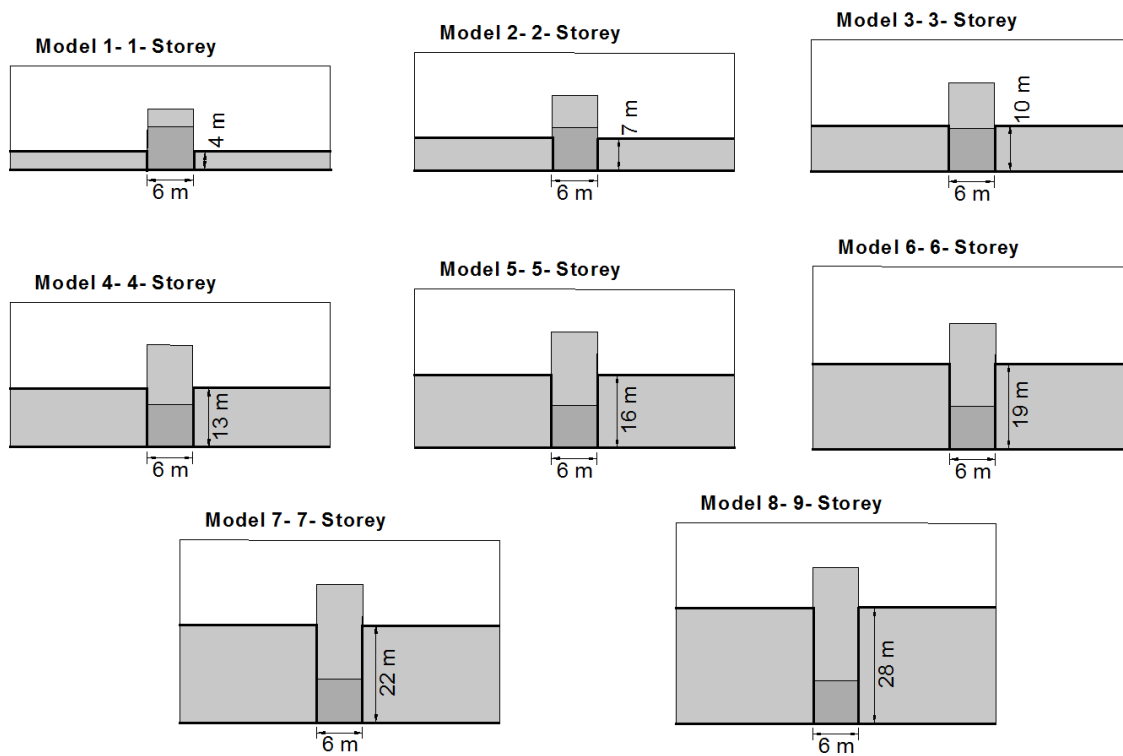 Model 1- 1- Storey
4 m
6 m
Model 2- 2- Storey
7 m
6 m
Model 3- 3- Storey
10 m
6 m
Model 4- 4- Storey
13 m
6 m
Model 5- 5- Storey
16 m
6 m
Model 6- 6- Storey
19 m
6 m
Model 7- 7- Storey
22 m
6 m
Model 8- 9- Storey
28 m
6 m